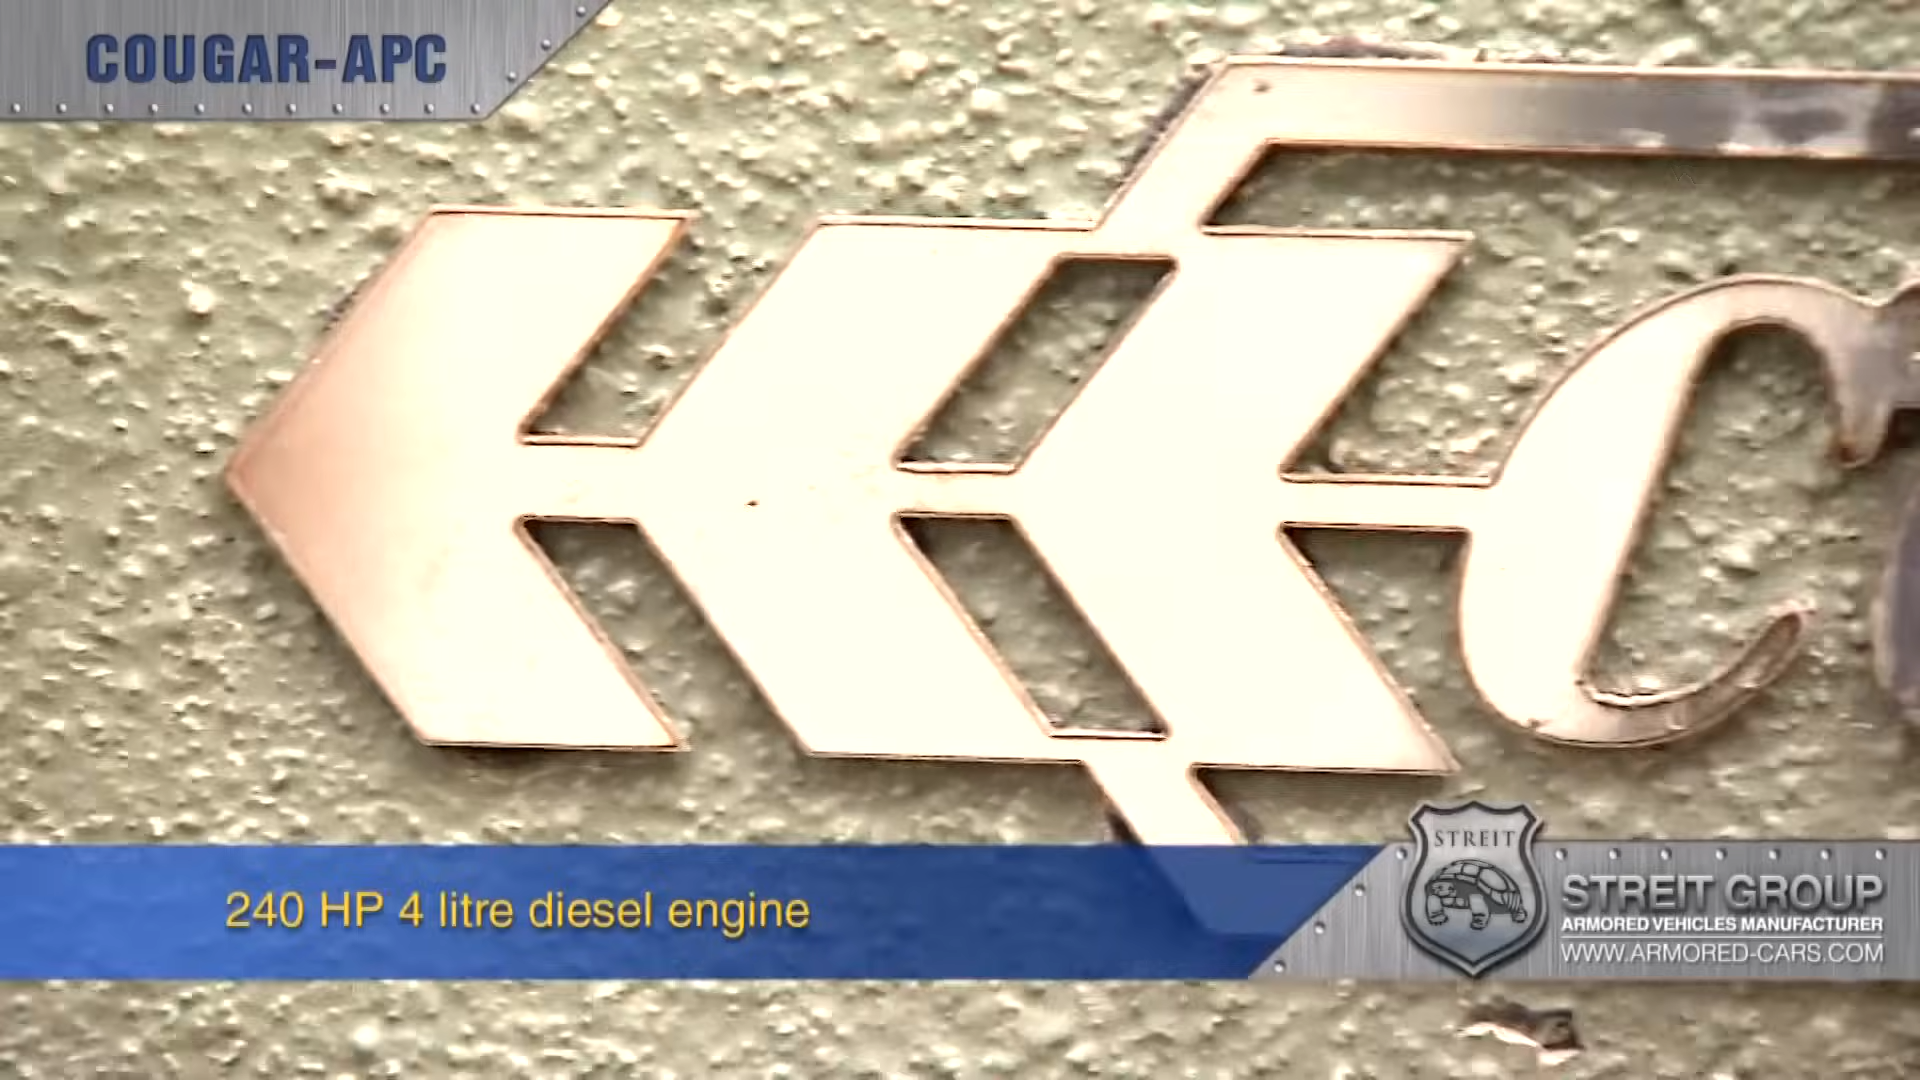 COUGAR-APC
240 HP 4 litre diesel engine
STREIT
STREIT GROUP
ARMORED VEHICLES MANUFACTURER
WWW.ARMORED-CARS.COM